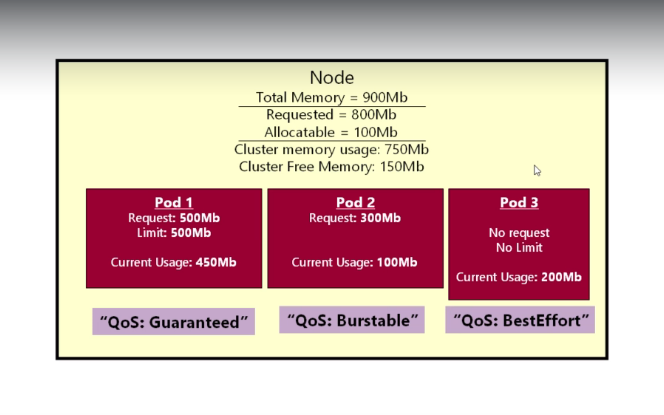 Node
Total Memory = 900Mb
Requested = 800Mb
Allocatable = 100Mb
Cluster memory usage: 750Mb
Cluster Free Memory: 150Mb
Pod 1
Request: 500Mb
Limit: 500Mb
Current Usage: 450Mb
Pod 2
Request: 300Mb
Current Usage: 100Mb
Pod 3
No request
No Limit
Current Usage: 200Mb
“QoS: Guaranteed”
“QoS: Burstable”
“QoS: BestEffort”